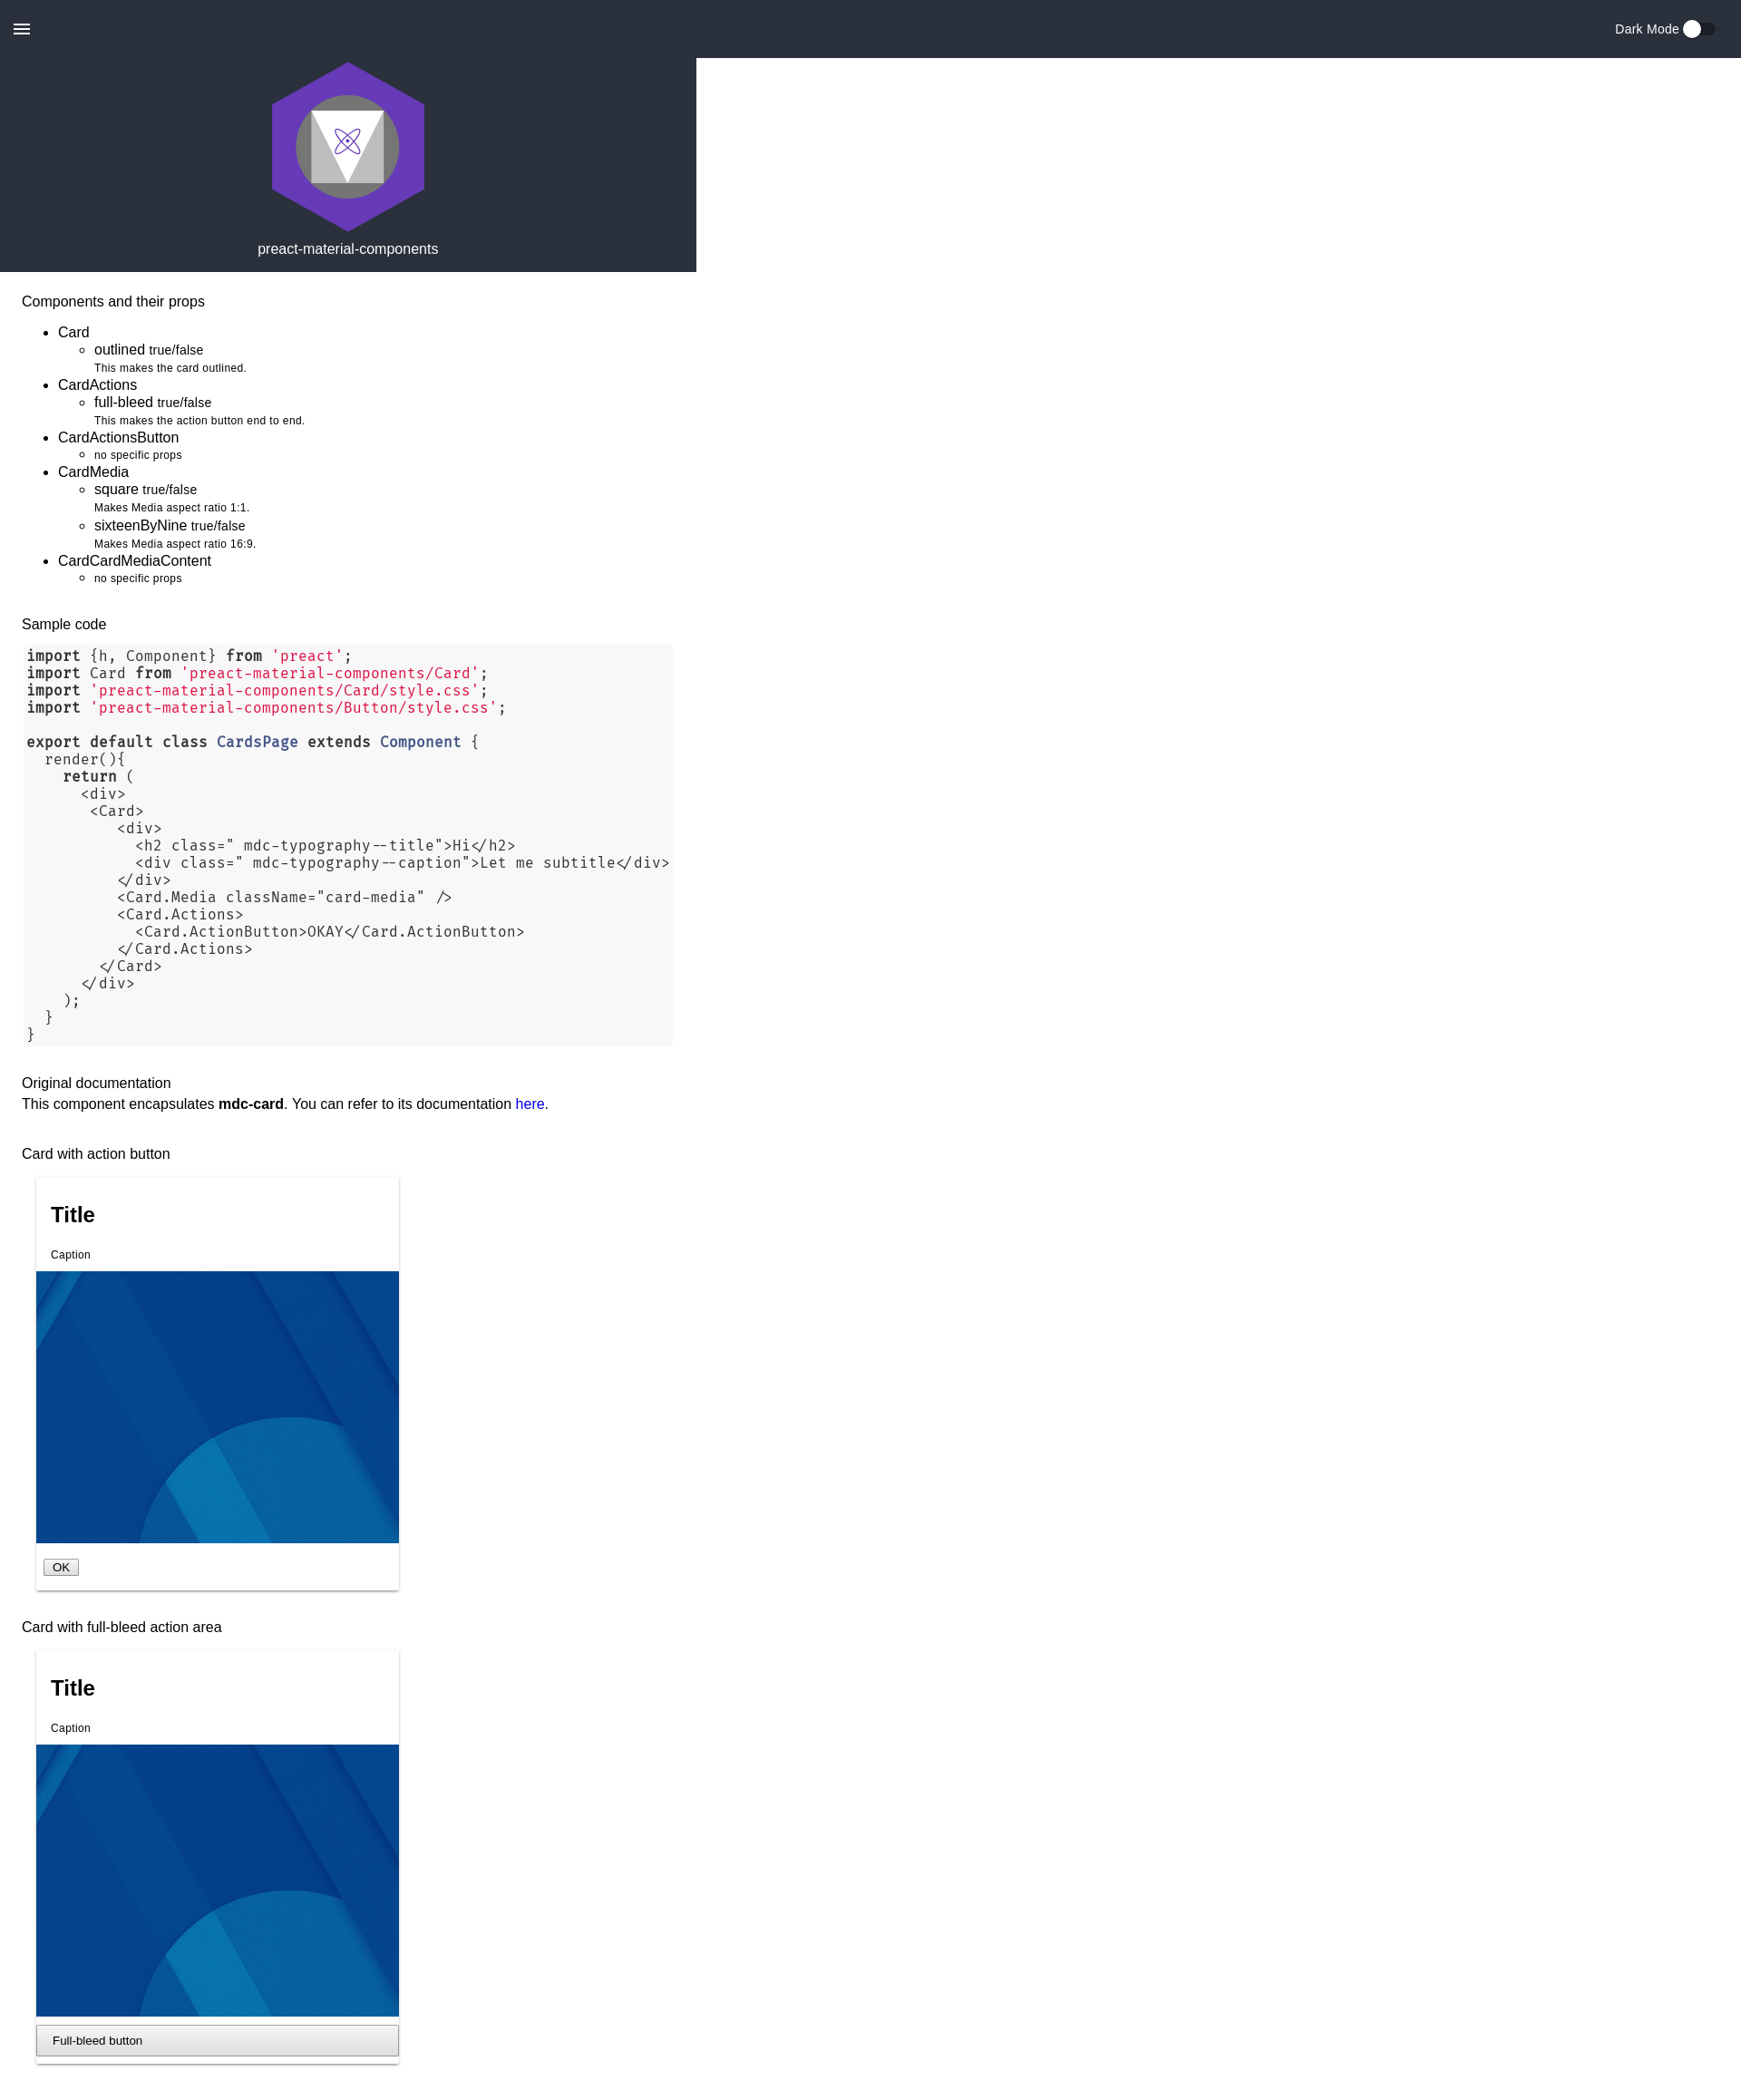 Dark Mode
preact-material-components
Components and their props
Card
outlined true/false
This makes the card outlined.
CardActions
full-bleed true/false
This makes the action button end to end.
CardActionsButton
no specific props
CardMedia
square true/false
Makes Media aspect ratio 1:1.
sixteenByNine true/false
Makes Media aspect ratio 16:9.
CardCardMediaContent
no specific props
Sample code
import {h, Component} from 'preact';
import Card from 'preact-material-components/Card';
import 'preact-material-components/Card/style.css';
import 'preact-material-components/Button/style.css';
export default class CardsPage extends Component {
render(){
return (
<div>
<Card>
<div>
<h2 class=" mdc-typography--title">Hi</h2>
<div class=" mdc-typography--caption">Let me subtitle</div>
</div>
<Card.Media className="card-media" />
<Card.Actions>
<Card.ActionButton>OKAY</Card.ActionButton>
</Card.Actions>
</Card>
</div>
);
}
}
Original documentation
This component encapsulates mdc-card. You can refer to its documentation here.
Card with action button
Title
Caption
OK
Card with full-bleed action area
Title
Caption
Full-bleed button